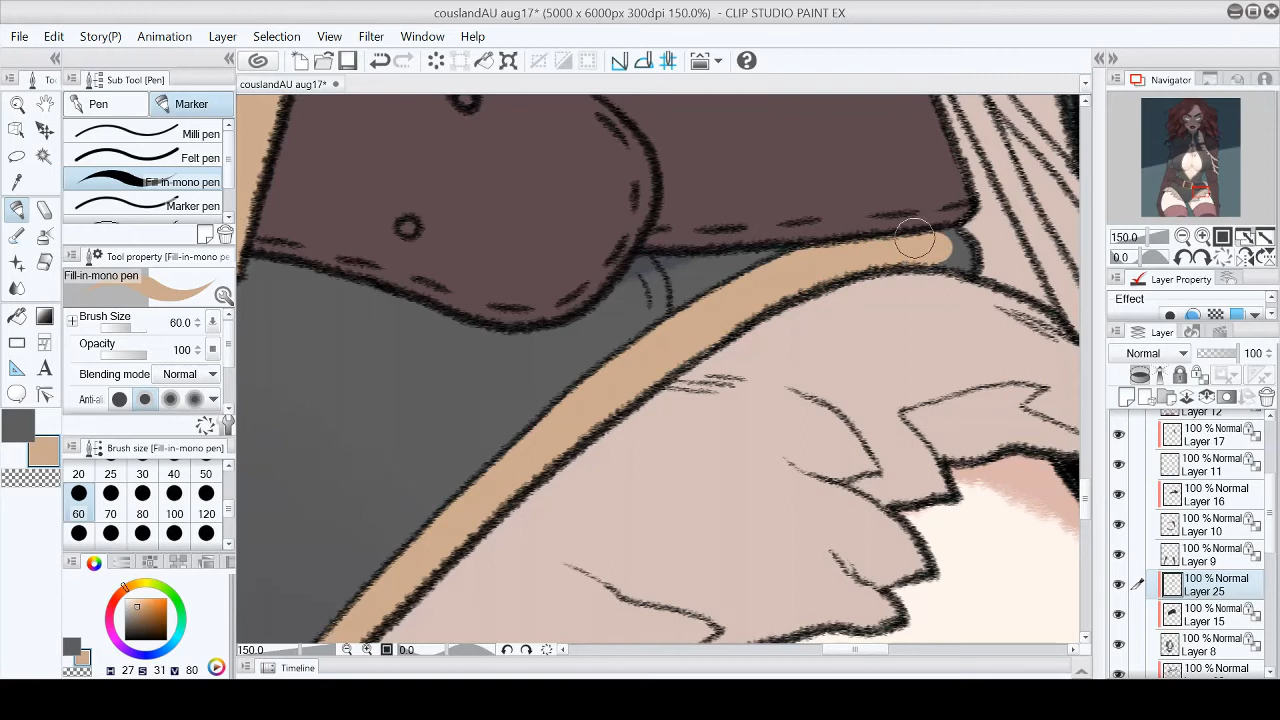 couslandAU aug17* (5000 x 6000px 300dpi 150.0%) - CLIP STUDIO PAINT EX
File Edit Story(P) Animation Layer Selection View Filter Window Help
couslandAU aug17*
Sub Tool [Pen]
Pen Marker
Milli pen
Felt pen
Fill-in-mono pen
Marker pen
Tool property [Fill-in-mo
Fill-in-mono pen
Brush Size 60.0
Opacity 100
Blending mode Normal
Brush size [Fill-in-mono pen]
20 25 30 40 50
60 70 80 100 120
H 27 S 31 V 80
150.0 0.0
Timeline
Navigator
150.0
0.0
Layer Property
Effect
Layer
Normal 100
Layer 12
100 % Normal
Layer 17
100 % Normal
Layer 11
100 % Normal
Layer 16
100 % Normal
Layer 10
100 % Normal
Layer 9
100 % Normal
Layer 25
100 % Normal
Layer 15
100 % Normal
Layer 8
100 % Normal